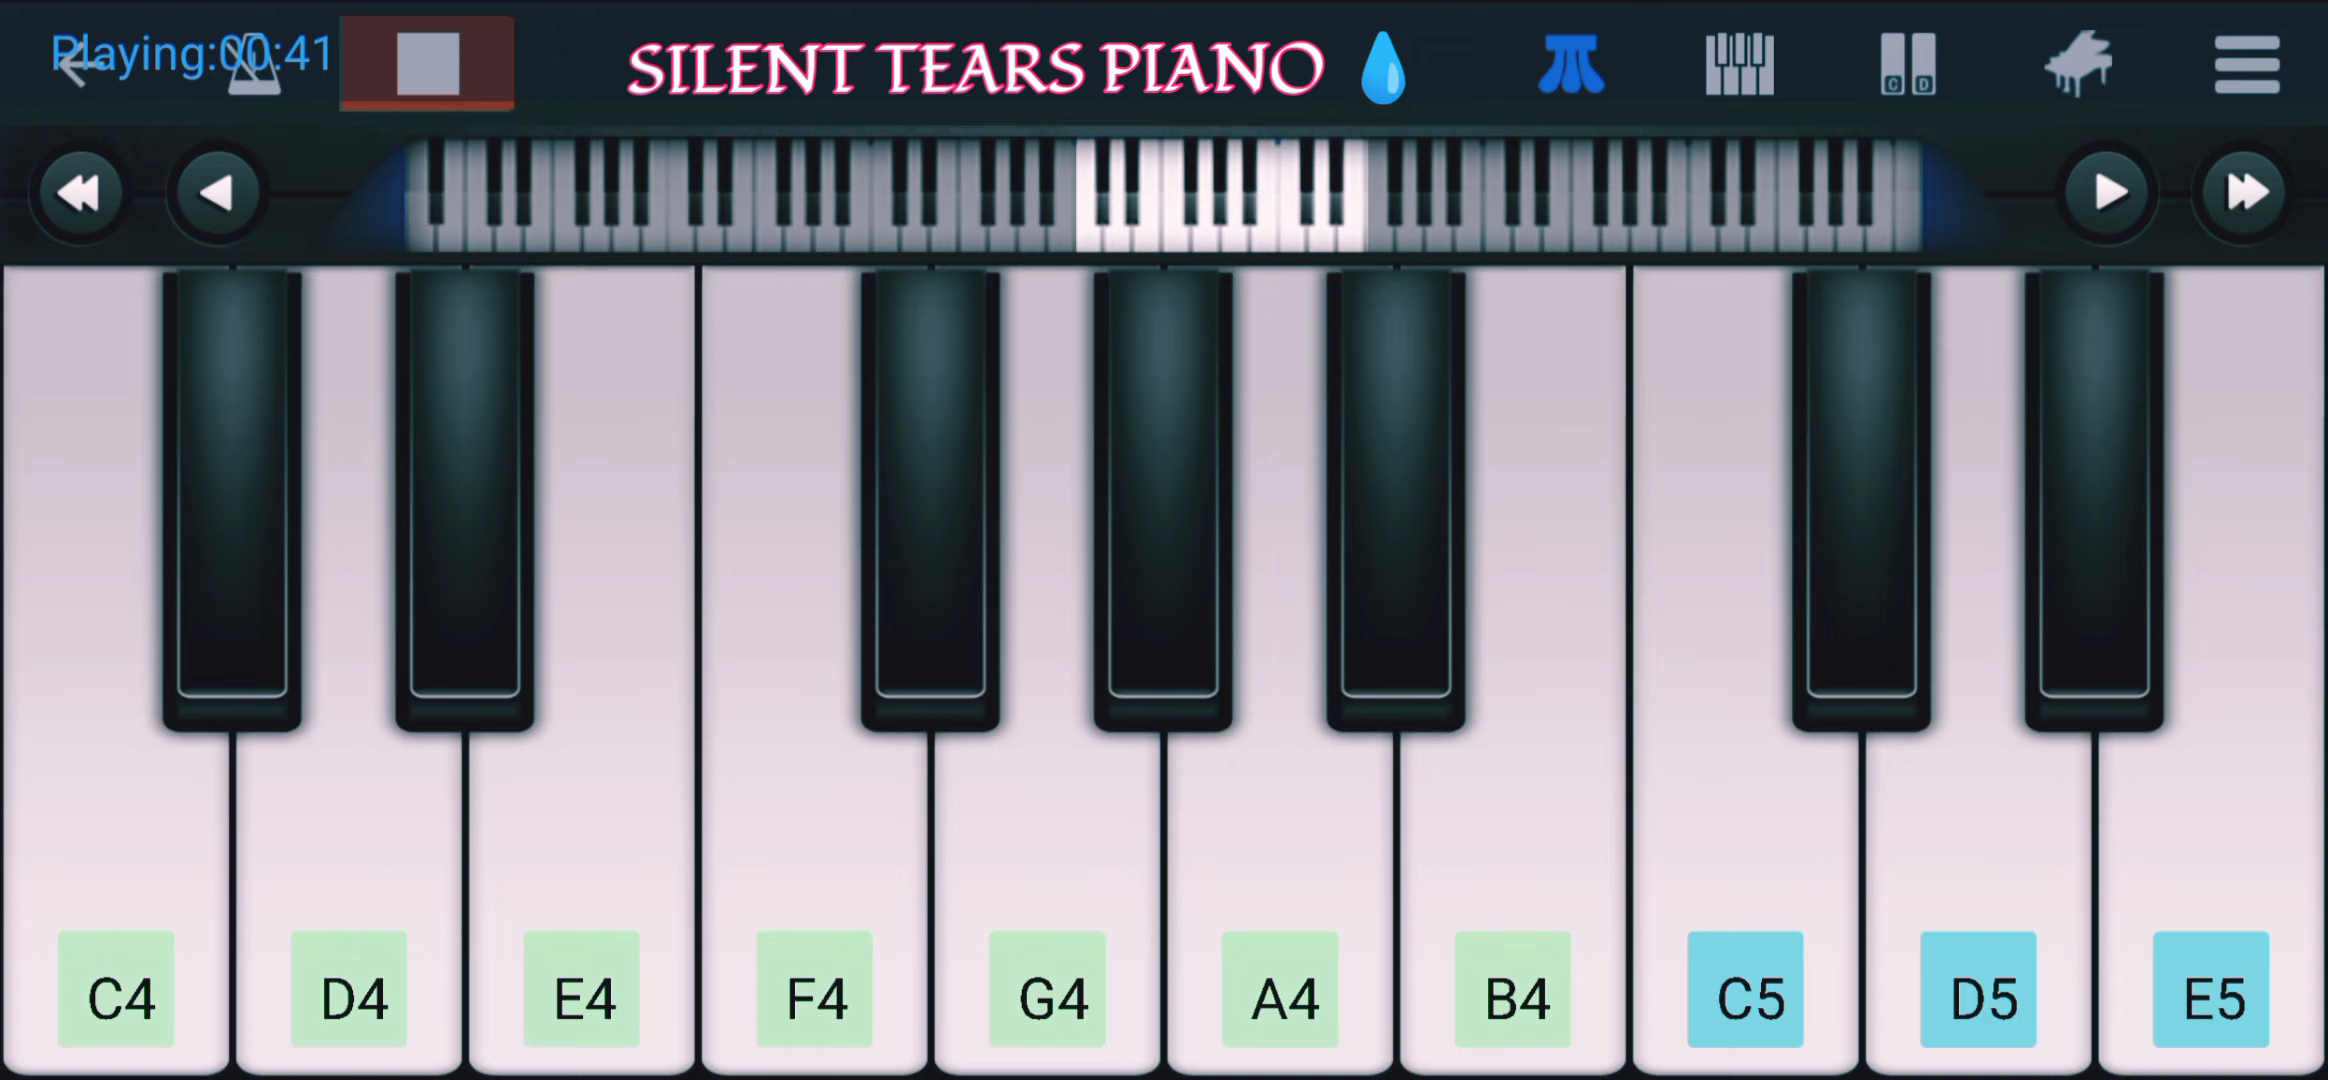 Playing:00:41
SILENT TEARS PIANO
C D
C4 D4 E4 F4 G4 A4 B4 C5 D5 E5